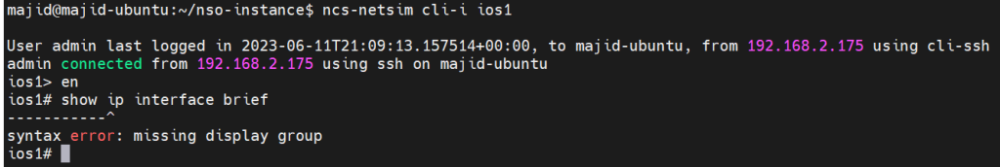 majid@majid-ubuntu:~/nso-instance$ ncs-netsim cli-i ios1
User admin last logged in 2023-06-11T21:09:13.157514+00:00, to majid-ubuntu, from 192.168.2.175 using cli-ssh
admin connected from 192.168.2.175 using ssh on majid-ubuntu
ios1> en
ios1# show ip interface brief
-----------^
syntax error: missing display group
ios1#